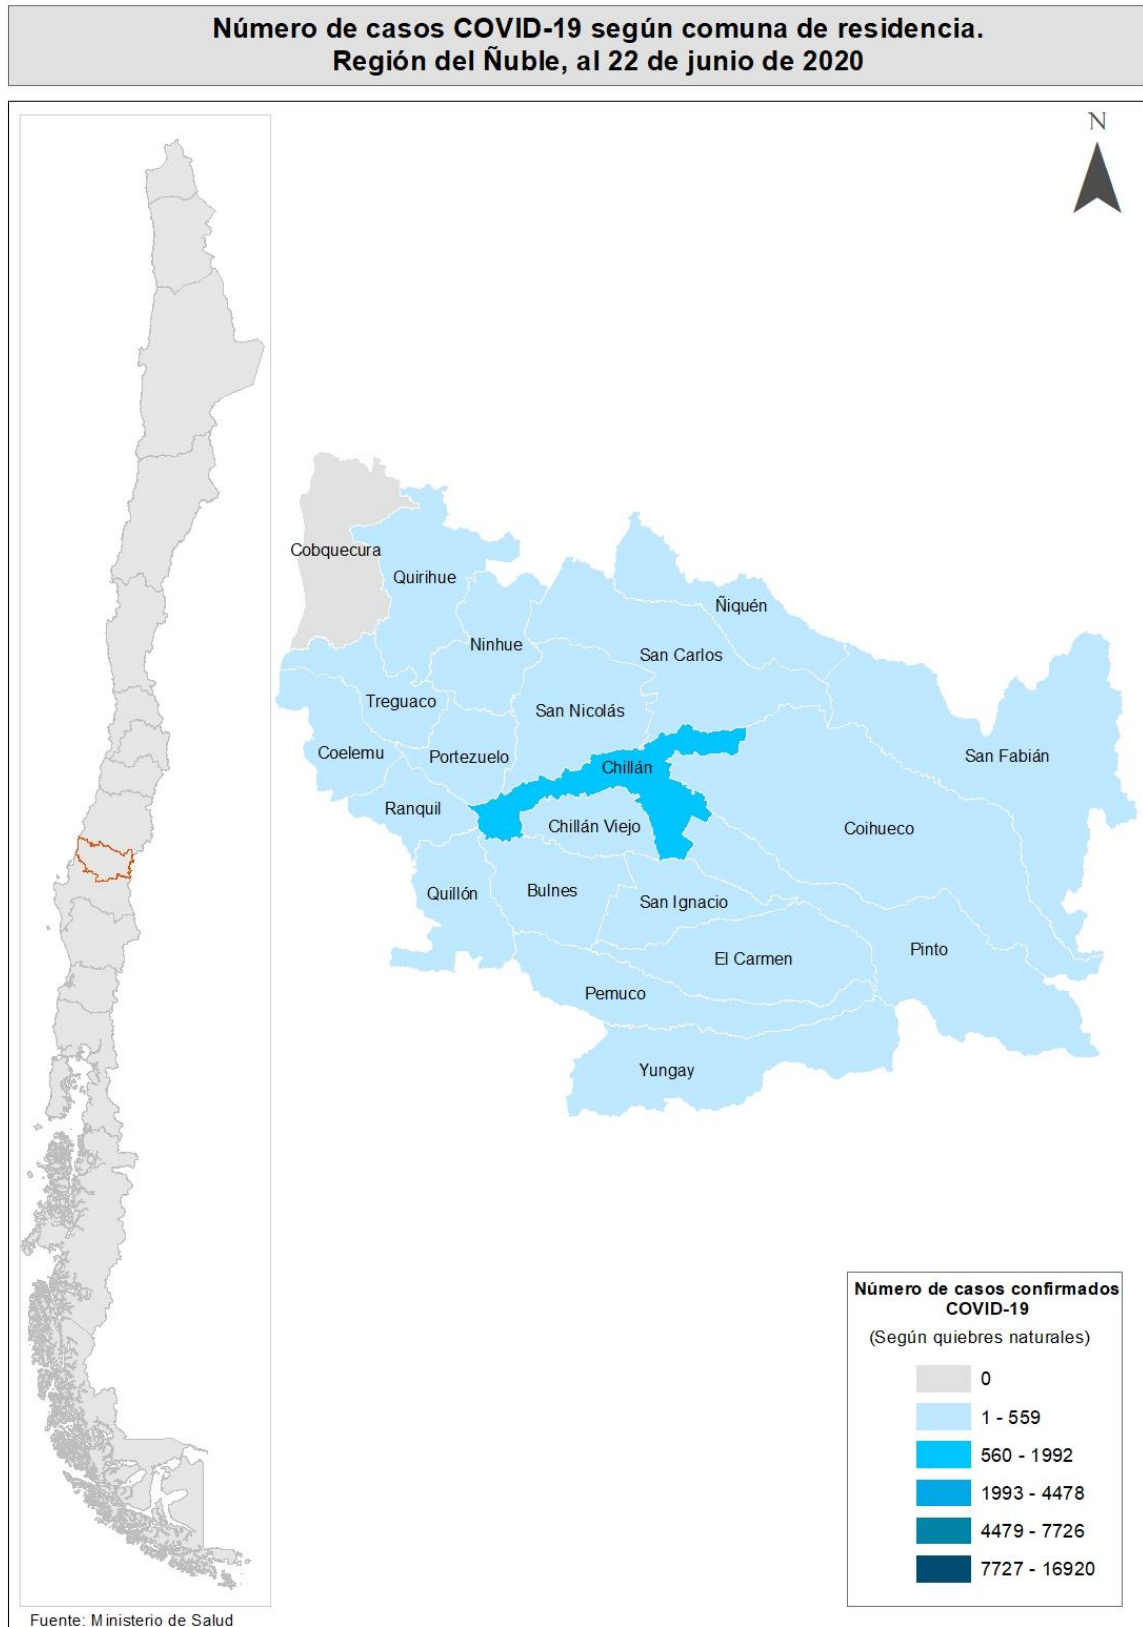 Número de casos COVID-19 según comuna de residencia.
Región del Ñuble, al 22 de junio de 2020
N
Cobquecura
Quirihue
Ñiquén
Ninhue
San Carlos
Treguaco
San Nicolás
Coelemu
Portezuelo
San Fabián
Chillán
Ranquil
Chillán Viejo
Coihueco
Quillón
Bulnes
San Ignacio
Pinto
El Carmen
Pemuco
Yungay
Número de casos confirmados
COVID-19
(Según quiebres naturales)
0
1 - 559
560 - 1992
1993 - 4478
4479 - 7726
7727 - 16920
Fuente: Ministerio de Salud